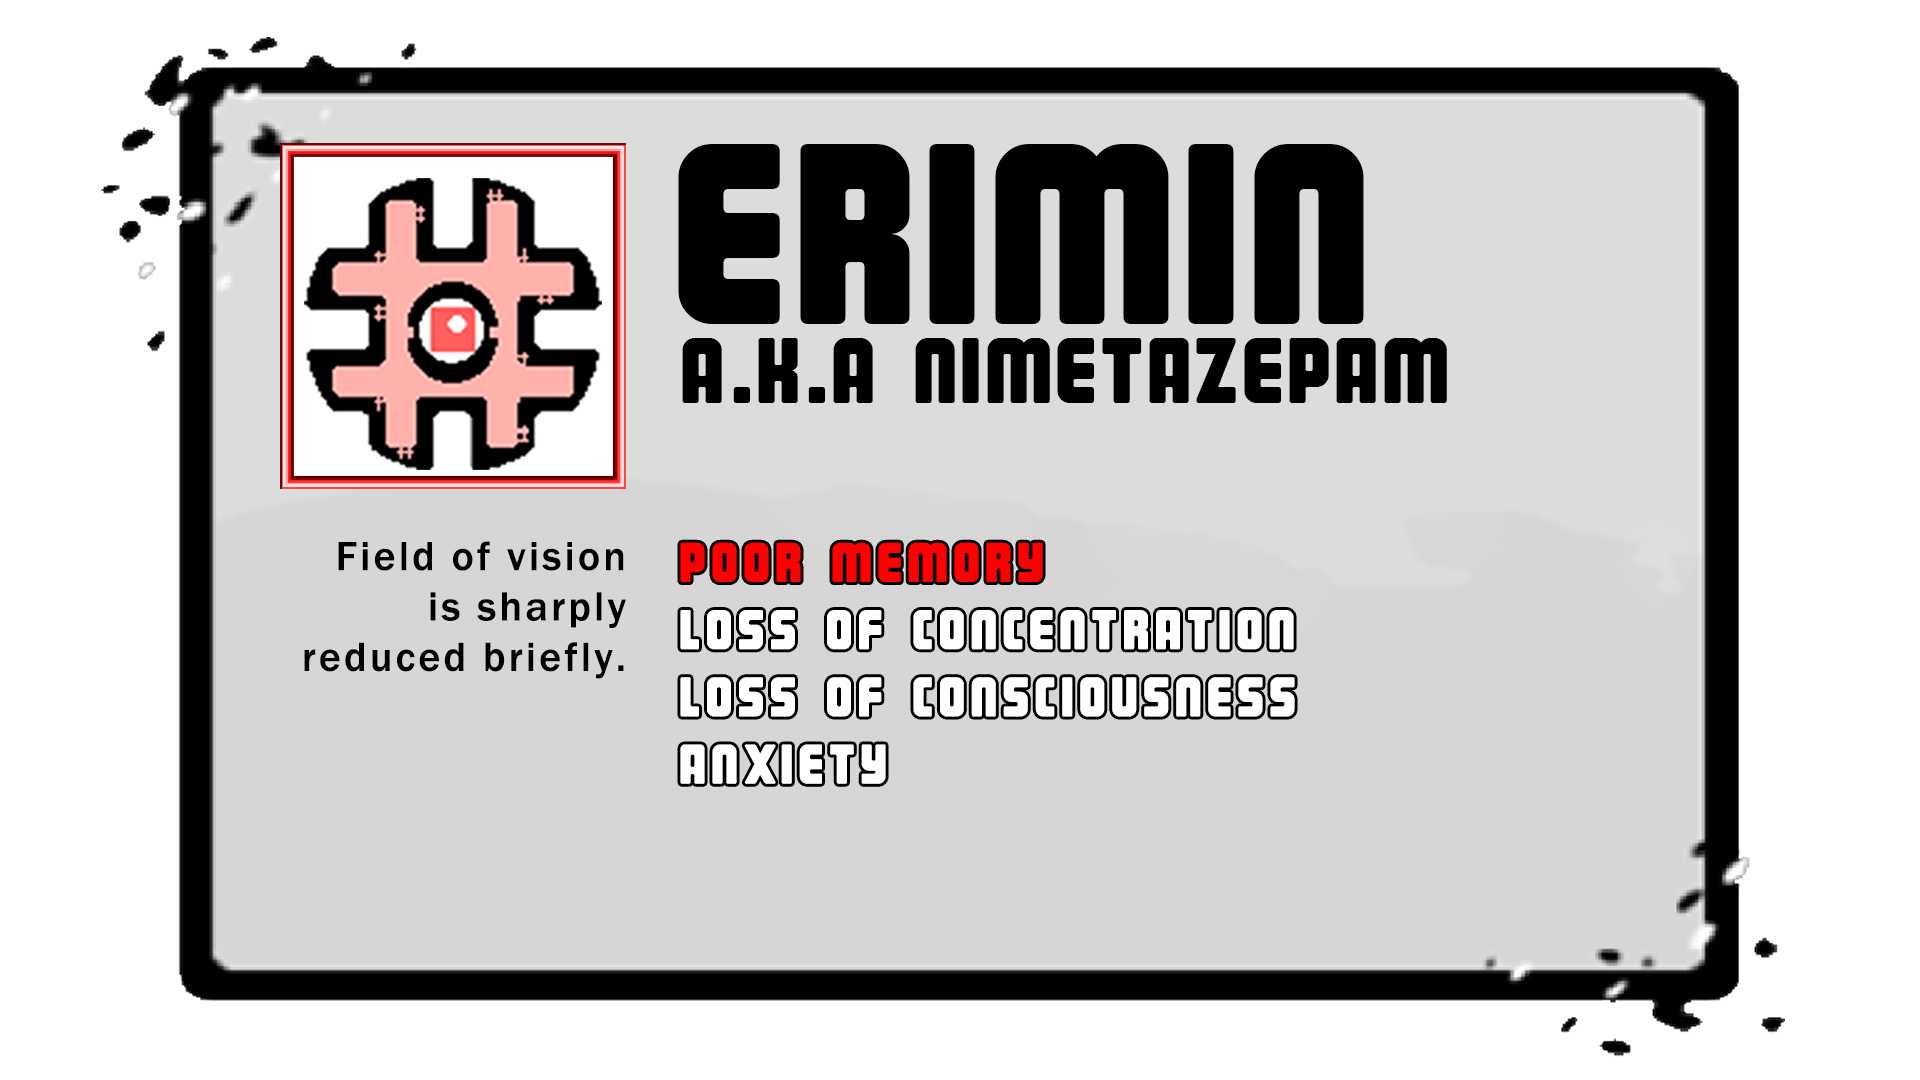 ERIMIN
A.K.A NIMETAZEPAM
Field of vision
is sharply
reduced briefly.
POOR MEMORY
LOSS OF CONCENTRATION
LOSS OF CONSCIOUSNESS
ANXIETY